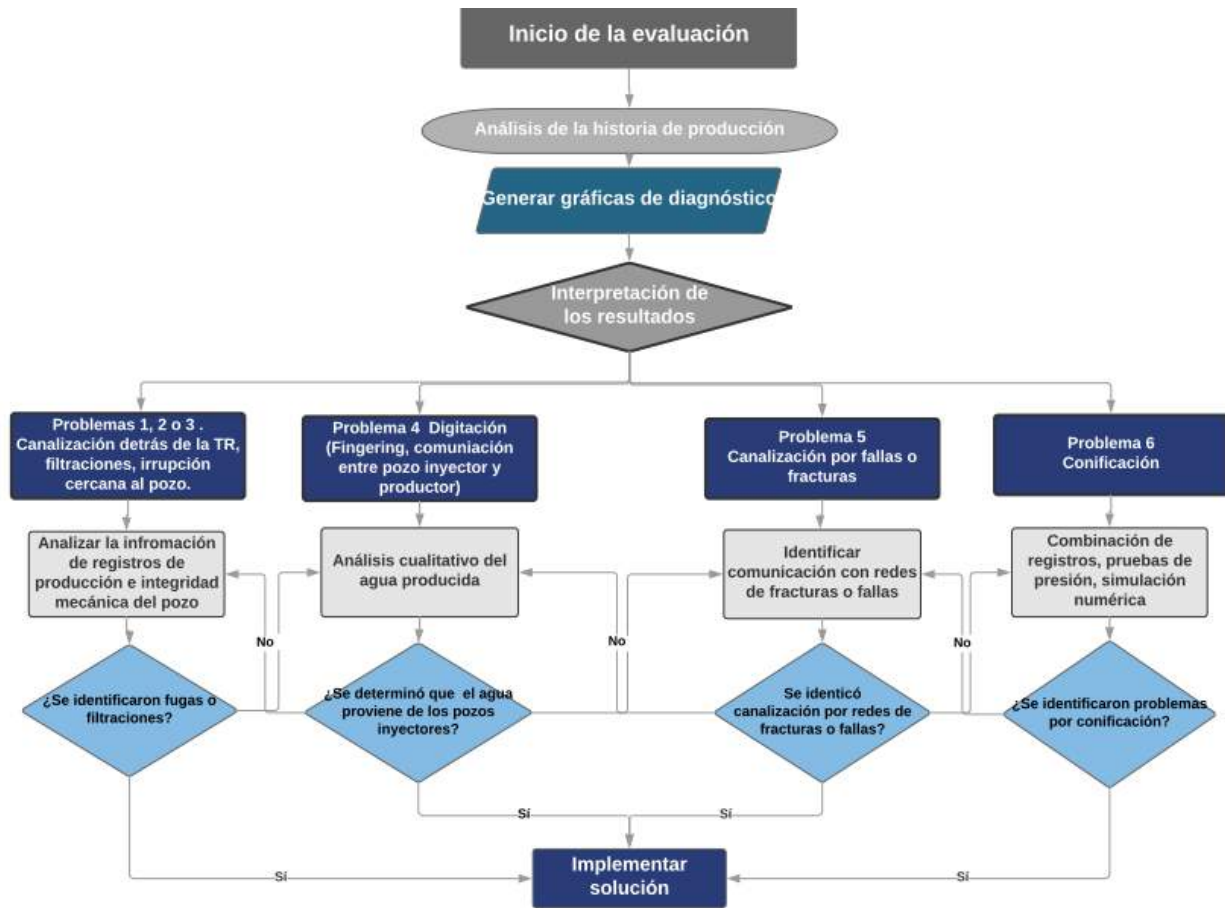 Inicio de la evaluación
Análisis de la historia de producción
Generar gráficas de diagnóstico
Interpretación de
los resultados
Problemas 1, 2 o 3 .
Canalización detrás de la TR,
filtraciones, irrupción
cercana al pozo.
Problema 4 Digitación
(Fingering, comuniación
entre pozo inyector y
productor)
Problema 5
Canalización por fallas o
fracturas
Problema 6
Conificación
Analizar la infromación
de registros de
producción e integridad
mecánica del pozo
Análisis cualitativo del
agua producida
Identificar
comunicación con redes
de fracturas o fallas
Combinación de
registros, pruebas de
presión, simulación
numérica
No
No
No
¿Se identificaron fugas o
filtraciones?
¿Se determinó que el agua
proviene de los pozos
inyectores?
Se identicó
canalización por redes de
fracturas o fallas?
¿Se identificaron problemas
por conificación?
Sí
Sí
Implementar
solución
Sí
Sí